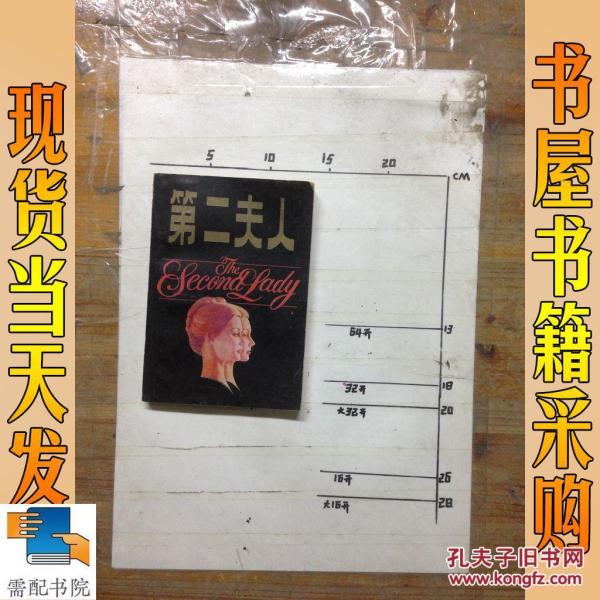 现货当天发
书屋书籍采购
5 10 15 20
CM
第二夫人
The
Second Lady
64开 13
32开 18
大32开 20
16开 26
大16开 28
需配书院
孔夫子旧书网
www.kongfz.com